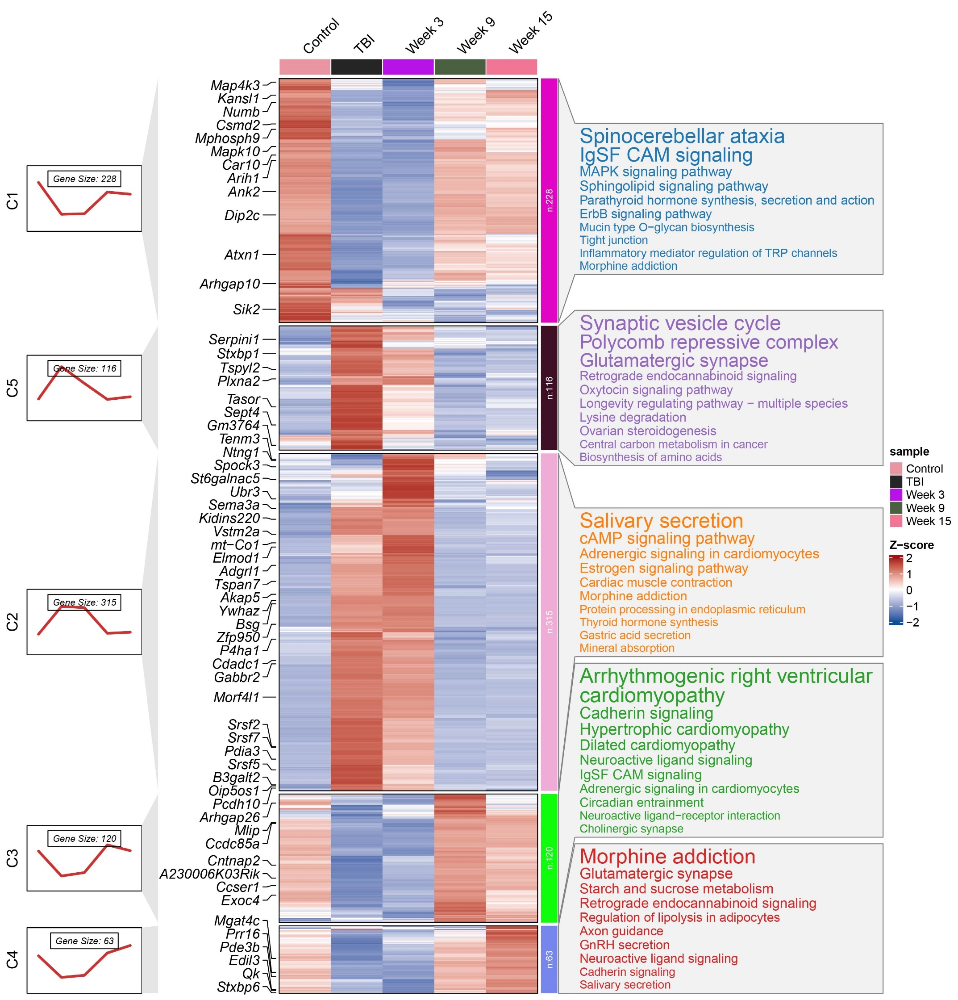 Control
TBI
Week 3
Week 9
Week 15
C1
Gene Size: 228
C5
Gene Size: 116
C2
Gene Size: 315
C3
Gene Size: 120
C4
Gene Size: 63
Map4k3
Kansl1
Numb
Csmd2
Mphosph9
Mapk10
Car10
Arih1
Ank2
Dip2c
Atxn1
Arhgap10
Sik2
Serpini1
Stxbp1
Tspyl2
Plxna2
Tasor
Sept4
Gm3764
Tenm3
Ntng1
Spock3
St6galnac5
Ubr3
Sema3a
Kidins220
Vstm2a
mt−Co1
Elmod1
Adgrl1
Tspan7
Akap5
Ywhaz
Bsg
Zfp950
P4ha1
Cdadc1
Gabbr2
Morf4l1
Srsf2
Srsf7
Pdia3
Srsf5
B3galt2
Oip5os1
Pcdh10
Arhgap26
Mlip
Ccdc85a
Cntnap2
A230006K03Rik
Ccser1
Exoc4
Mgat4c
Prr16
Pde3b
Edil3
Qk
Stxbp6
n:228
n:116
n:315
n:120
n:63
Spinocerebellar ataxia
IgSF CAM signaling
MAPK signaling pathway
Sphingolipid signaling pathway
Parathyroid hormone synthesis, secretion and action
ErbB signaling pathway
Mucin type O−glycan biosynthesis
Tight junction
Inflammatory mediator regulation of TRP channels
Morphine addiction
Synaptic vesicle cycle
Polycomb repressive complex
Glutamatergic synapse
Retrograde endocannabinoid signaling
Oxytocin signaling pathway
Longevity regulating pathway − multiple species
Lysine degradation
Ovarian steroidogenesis
Central carbon metabolism in cancer
Biosynthesis of amino acids
Salivary secretion
cAMP signaling pathway
Adrenergic signaling in cardiomyocytes
Estrogen signaling pathway
Cardiac muscle contraction
Morphine addiction
Protein processing in endoplasmic reticulum
Thyroid hormone synthesis
Gastric acid secretion
Mineral absorption
Arrhythmogenic right ventricular
cardiomyopathy
Cadherin signaling
Hypertrophic cardiomyopathy
Dilated cardiomyopathy
Neuroactive ligand signaling
IgSF CAM signaling
Adrenergic signaling in cardiomyocytes
Circadian entrainment
Neuroactive ligand−receptor interaction
Cholinergic synapse
Morphine addiction
Glutamatergic synapse
Starch and sucrose metabolism
Retrograde endocannabinoid signaling
Regulation of lipolysis in adipocytes
Axon guidance
GnRH secretion
Neuroactive ligand signaling
Cadherin signaling
Salivary secretion
sample
Control
TBI
Week 3
Week 9
Week 15
Z−score
2
1
0
−1
−2